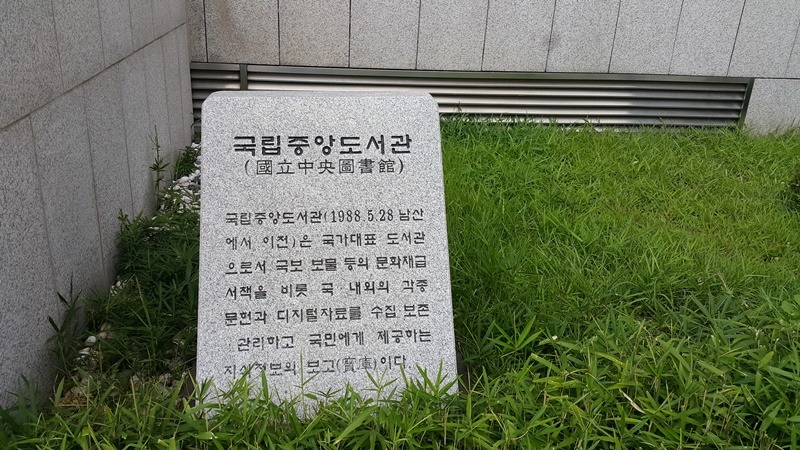 국립중앙도서관
(國立中央圖書館)
국립중앙도서관(1988.5.28 남산
에서 이전)은 국가대표 도서관
으로서 국보 보물 등의 문화재급
서책을 비롯 국 내외의 각종
문헌과 디지털자료를 수집 보존
관리하고 국민에게 제공하는
지식정보의 보고(寶庫)이다.